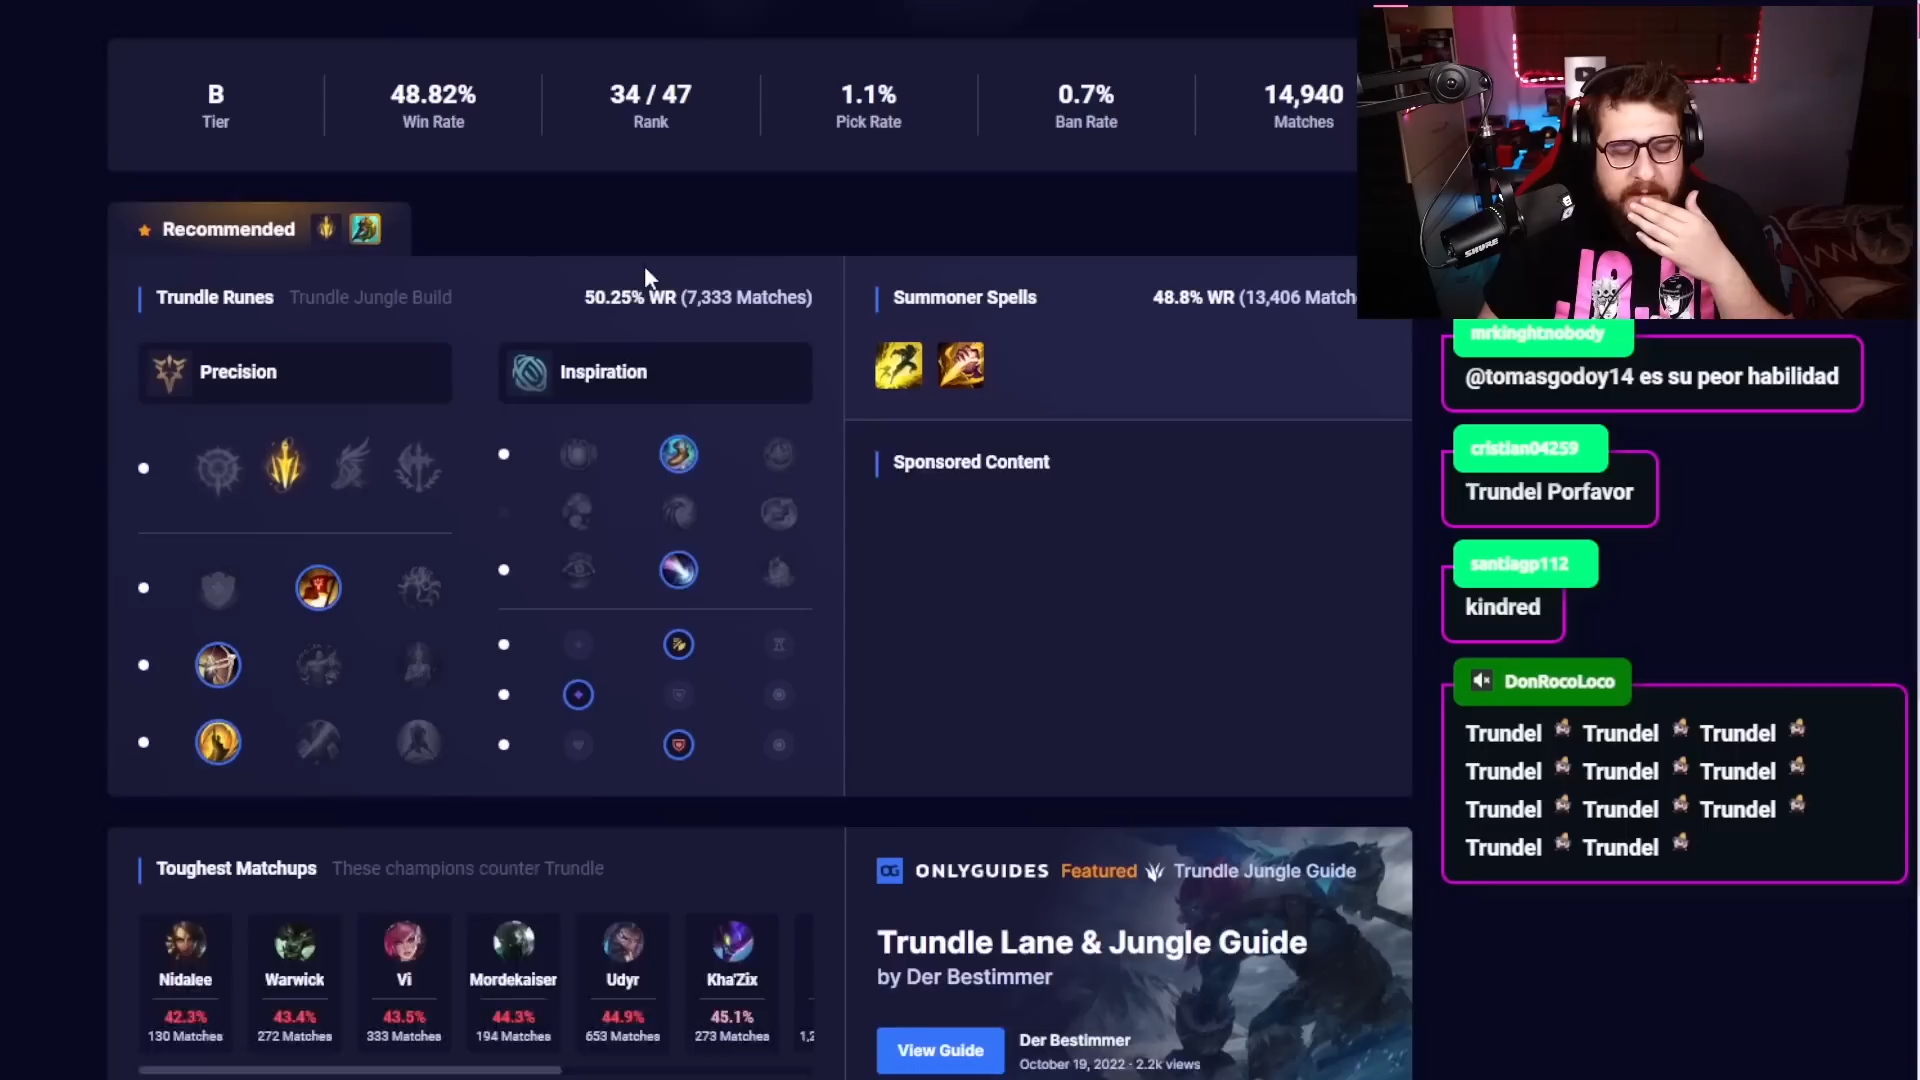 B
Tier
48.82%
Win Rate
34 / 47
Rank
1.1%
Pick Rate
0.7%
Ban Rate
14,940
Matches
Recommended
Trundle Runes Trundle Jungle Build
50.25% WR (7,333 Matches)
Precision
Inspiration
Summoner Spells
48.8% WR (13,406 Matche
Sponsored Content
Toughest Matchups These champions counter Trundle
Nidalee
42.3%
130 Matches
Warwick
43.4%
272 Matches
Vi
43.5%
333 Matches
Mordekaiser
44.3%
194 Matches
Udyr
44.9%
653 Matches
Kha'Zix
45.1%
273 Matches
1,2
OG ONLYGUIDES Featured Trundle Jungle Guide
Trundle Lane & Jungle Guide
by Der Bestimmer
View Guide
Der Bestimmer
October 19, 2022 · 2.2k views
SHURE
mrkinghtnobody
@tomasgodoy14 es su peor habilidad
cristian04259
Trundel Porfavor
santiagp112
kindred
DonRocoLoco
Trundel Trundel Trundel
Trundel Trundel Trundel
Trundel Trundel Trundel
Trundel Trundel